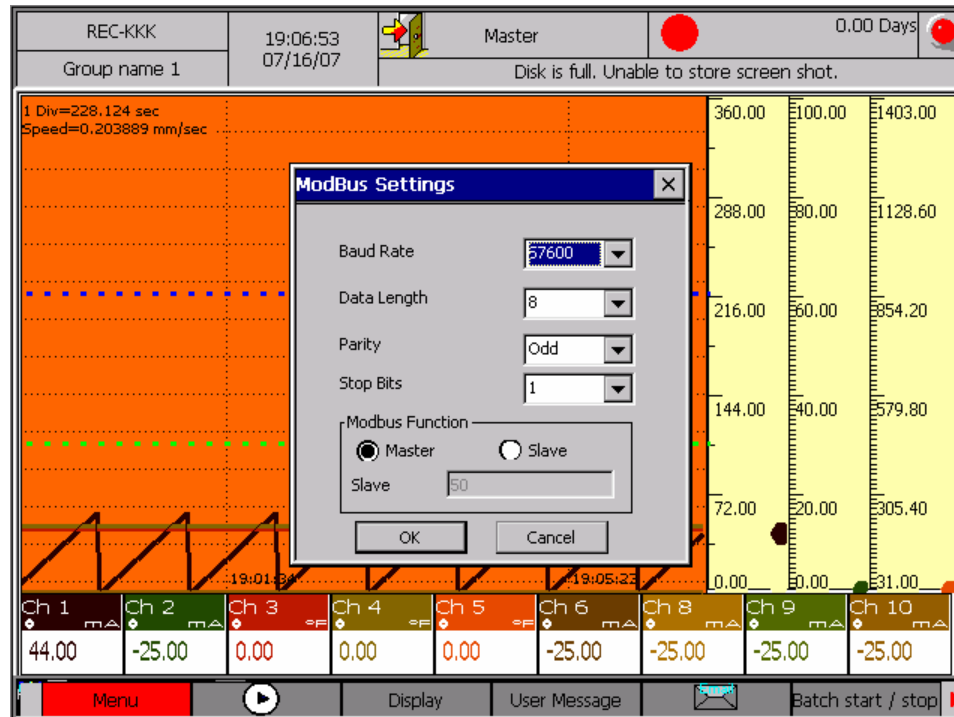 REC-KKK
Group name 1
19:06:53
07/16/07
Master
0.00 Days
Disk is full. Unable to store screen shot.
1 Div=228.124 sec
Speed=0.203889 mm/sec
360.00 100.00 1403.00
288.00 80.00 1128.60
216.00 60.00 854.20
144.00 40.00 579.80
72.00 20.00 305.40
0.00 0.00 31.00
ModBus Settings
Baud Rate 57600
Data Length 8
Parity Odd
Stop Bits 1
Modbus Function
Master Slave
Slave 50
OK Cancel
19:01:34 19:05:23
Ch 1 mA Ch 2 mA Ch 3 °F Ch 4 °F Ch 5 °F Ch 6 mA Ch 8 mA Ch 9 mA Ch 10 mA
44.00 -25.00 0.00 0.00 0.00 -25.00 -25.00 -25.00 -25.00
Menu Display User Message Email Batch start / stop